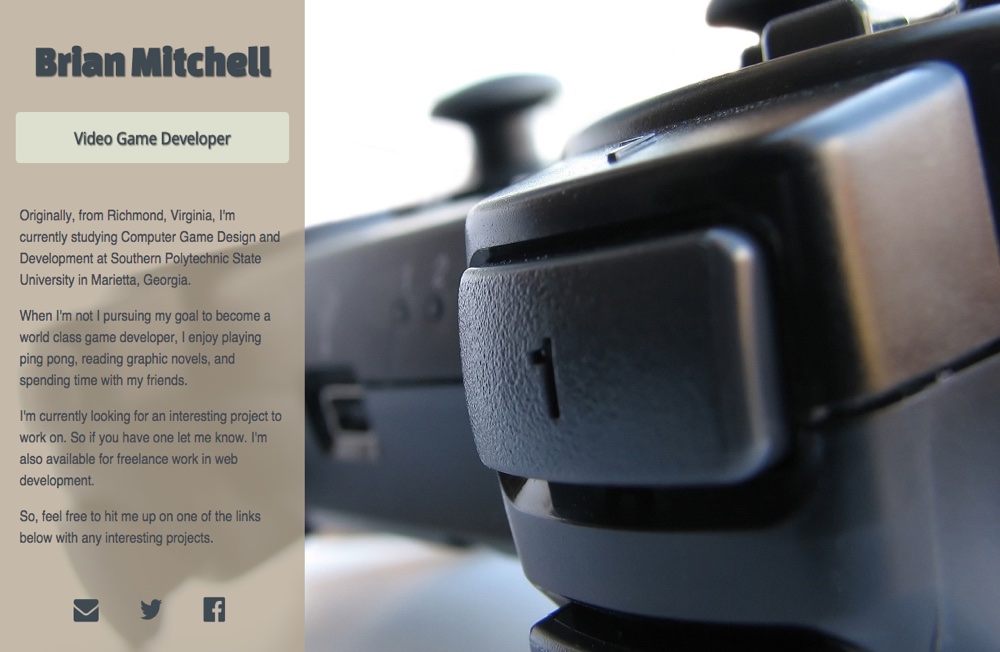 Brian Mitchell
Video Game Developer
Originally, from Richmond, Virginia, I'm
currently studying Computer Game Design and
Development at Southern Polytechnic State
University in Marietta, Georgia.
When I'm not I pursuing my goal to become a
world class game developer, I enjoy playing
ping pong, reading graphic novels, and
spending time with my friends.
I'm currently looking for an interesting project to
work on. So if you have one let me know. I'm
also available for freelance work in web
development.
So, feel free to hit me up on one of the links
below with any interesting projects.
1 2
1